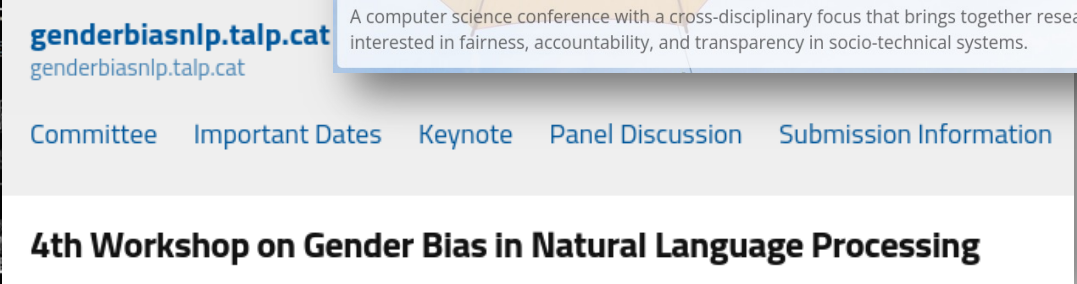 genderbiasnlp.talp.cat
genderbiasnlp.talp.cat
A computer science conference with a cross-disciplinary focus that brings together
interested in fairness, accountability, and transparency in socio-technical systems.
Committee Important Dates Keynote Panel Discussion Submission Information
4th Workshop on Gender Bias in Natural Language Processing